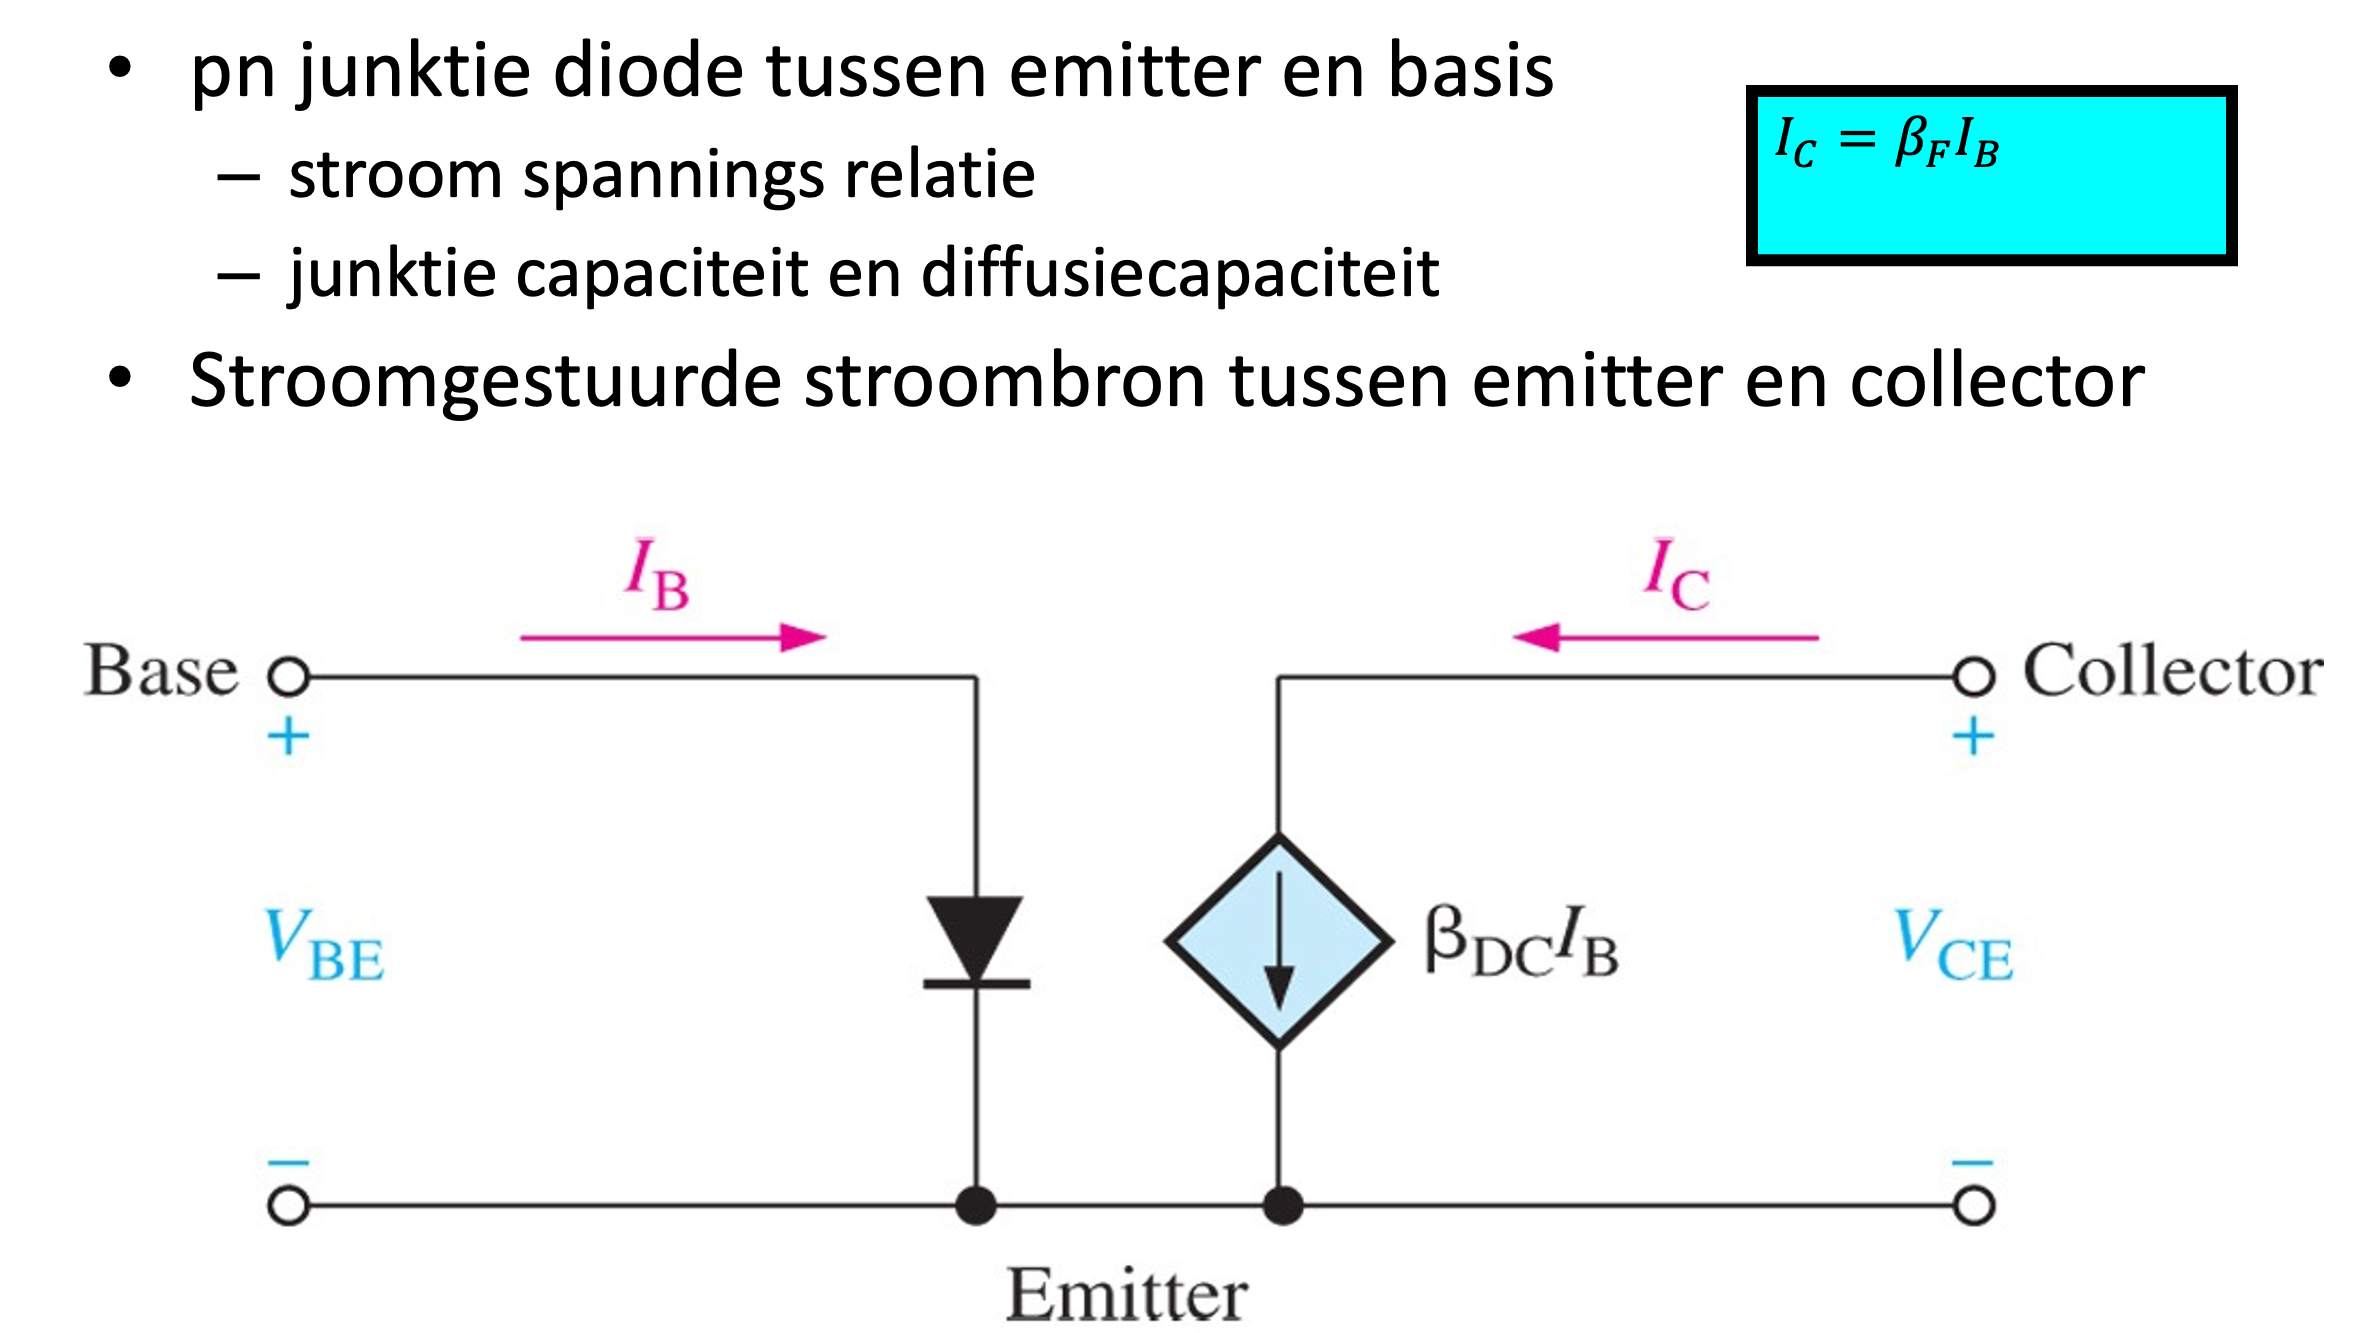 • pn junktie diode tussen emitter en basis
– stroom spannings relatie
– junktie capaciteit en diffusiecapaciteit
• Stroomgestuurde stroombron tussen emitter en collector
I_C = β_F I_B
I_B
I_C
Base
Collector
+
+
V_BE
β_DC I_B
V_CE
–
–
Emitter